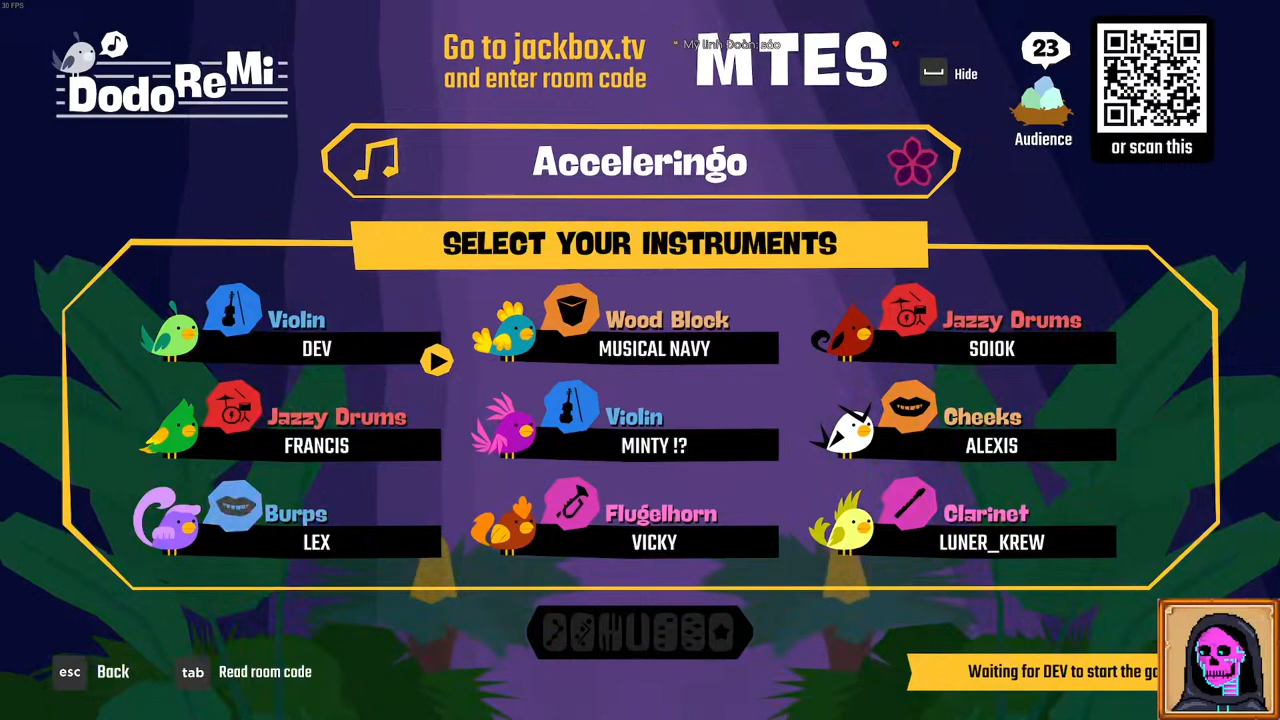 30 FPS
DodoReMi
Go to jackbox.tv
and enter room code
MTES
Hide
23
Audience
or scan this
Acceleringo
SELECT YOUR INSTRUMENTS
Violin
DEV
Wood Block
MUSICAL NAVY
Jazzy Drums
SOIOK
Jazzy Drums
FRANCIS
Violin
MINTY !?
Cheeks
ALEXIS
Burps
LEX
Flugelhorn
VICKY
Clarinet
LUNER_KREW
esc Back
tab Read room code
Waiting for DEV to start the ga